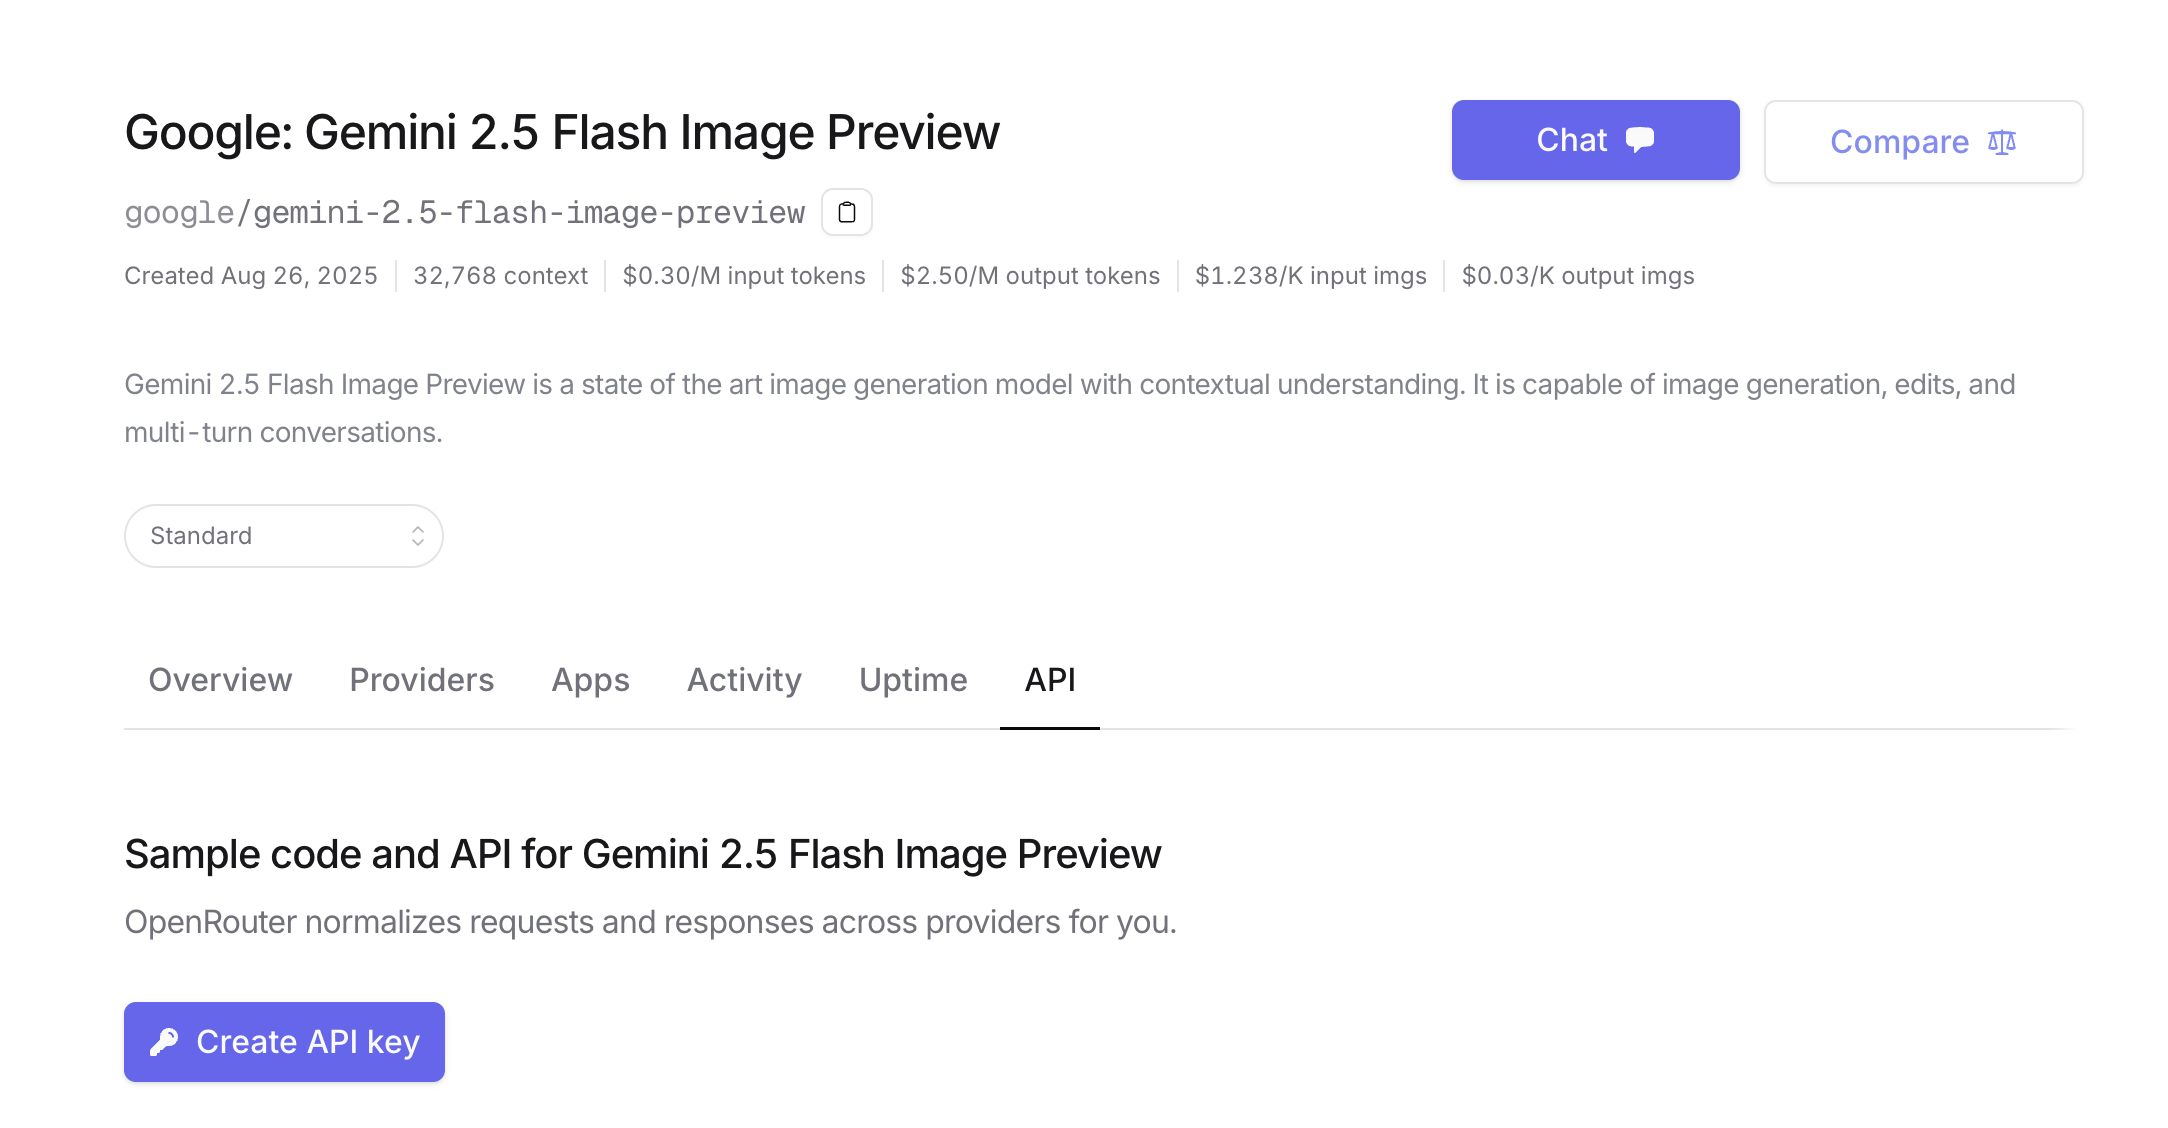 Google: Gemini 2.5 Flash Image Preview
Chat
Compare
google/gemini-2.5-flash-image-preview
Created Aug 26, 2025 32,768 context $0.30/M input tokens $2.50/M output tokens $1.238/K input imgs $0.03/K output imgs
Gemini 2.5 Flash Image Preview is a state of the art image generation model with contextual understanding. It is capable of image generation, edits, and
multi-turn conversations.
Standard
Overview Providers Apps Activity Uptime API
Sample code and API for Gemini 2.5 Flash Image Preview
OpenRouter normalizes requests and responses across providers for you.
Create API key